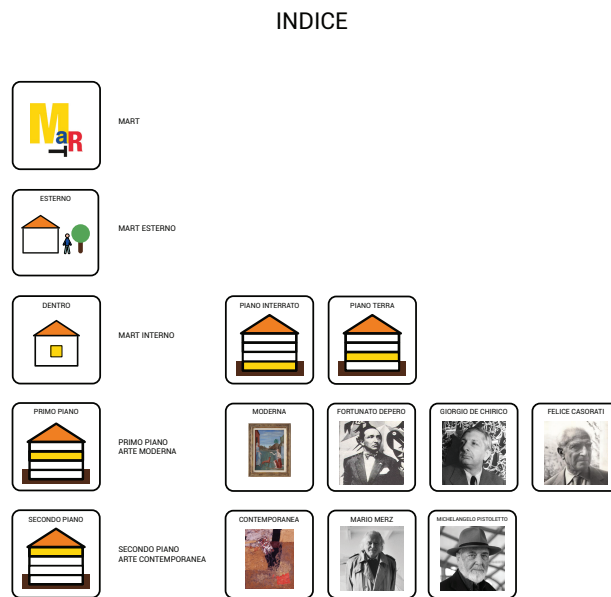 INDICE
MaRT
MART
ESTERNO
MART ESTERNO
DENTRO
MART INTERNO
PIANO INTERRATO
PIANO TERRA
PRIMO PIANO
PRIMO PIANO
ARTE MODERNA
MODERNA
FORTUNATO DEPERO
GIORGIO DE CHIRICO
FELICE CASORATI
SECONDO PIANO
SECONDO PIANO
ARTE CONTEMPORANEA
CONTEMPORANEA
MARIO MERZ
MICHELANGELO PISTOLETTO